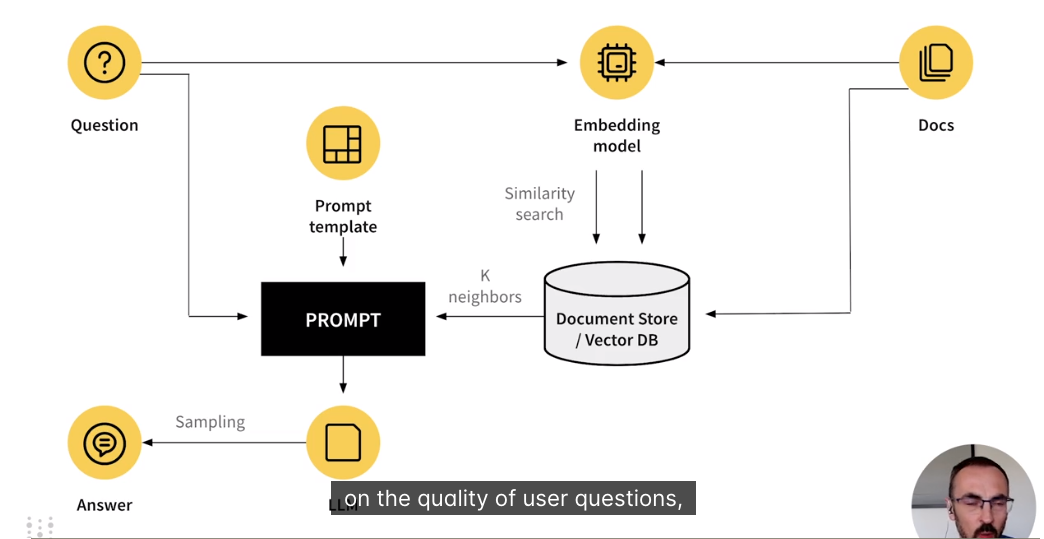 Question
Embedding
model
Docs
Prompt
template
Similarity
search
K
neighbors
PROMPT
Document Store
/ Vector DB
Sampling
Answer
LLM
on the quality of user questions,